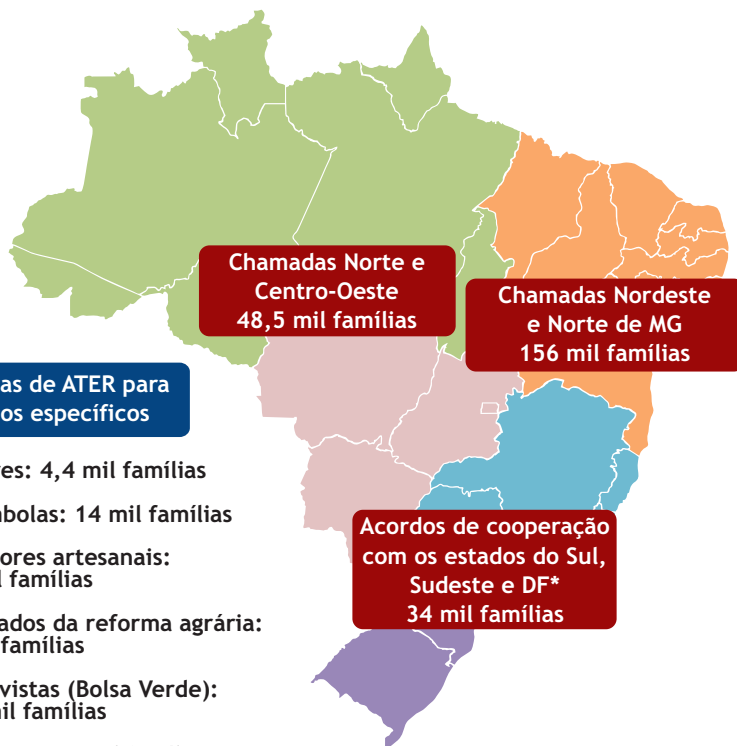 Chamadas Norte e
Centro-Oeste
48,5 mil famílias
Chamadas Nordeste
e Norte de MG
156 mil famílias
as de ATER para
os específicos
es: 4,4 mil famílias
bolas: 14 mil famílias
ores artesanais:
famílias
Acordos de cooperação
com os estados do Sul,
Sudeste e DF*
34 mil famílias
ados da reforma agrária:
famílias
vistas (Bolsa Verde):
mil famílias